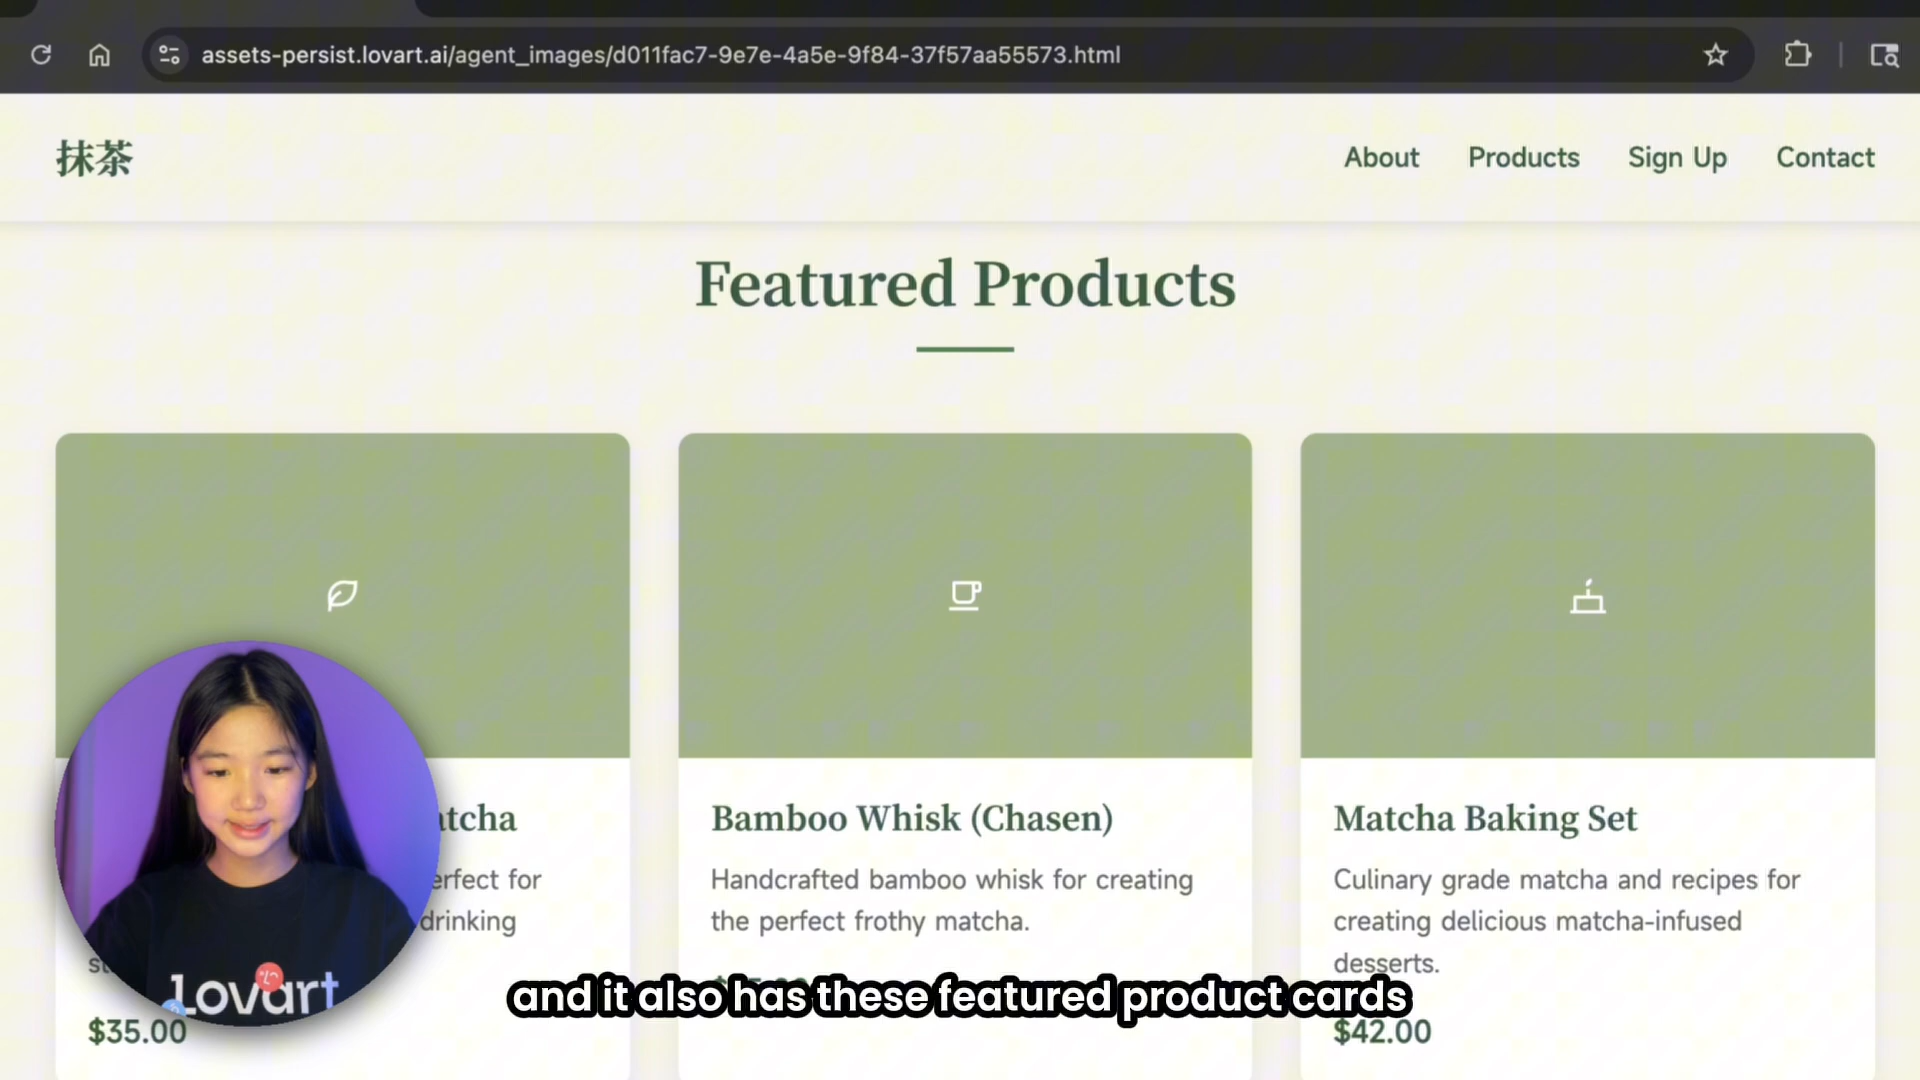 assets-persist.lovart.ai/agent_images/d011fac7-9e7e-4a5e-9f84-37f57aa55573.html
抹茶
About
Products
Sign Up
Contact
Featured Products
Bamboo Whisk (Chasen)
Handcrafted bamboo whisk for creating
the perfect frothy matcha.
Matcha Baking Set
Culinary grade matcha and recipes for
creating delicious matcha-infused
desserts.
$42.00
erfect for
drinking
$35.00
Lovart
and it also has these featured product cards